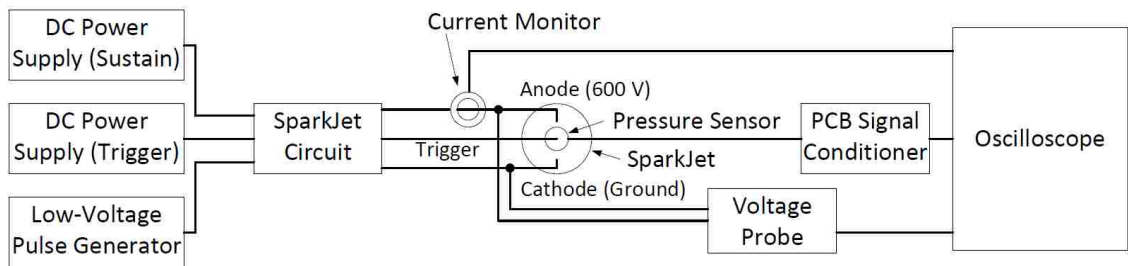 DC Power
Supply (Sustain)
DC Power
Supply (Trigger)
Low-Voltage
Pulse Generator
SparkJet
Circuit
Current Monitor
Anode (600 V)
Trigger
Pressure Sensor
SparkJet
Cathode (Ground)
PCB Signal
Conditioner
Voltage
Probe
Oscilloscope